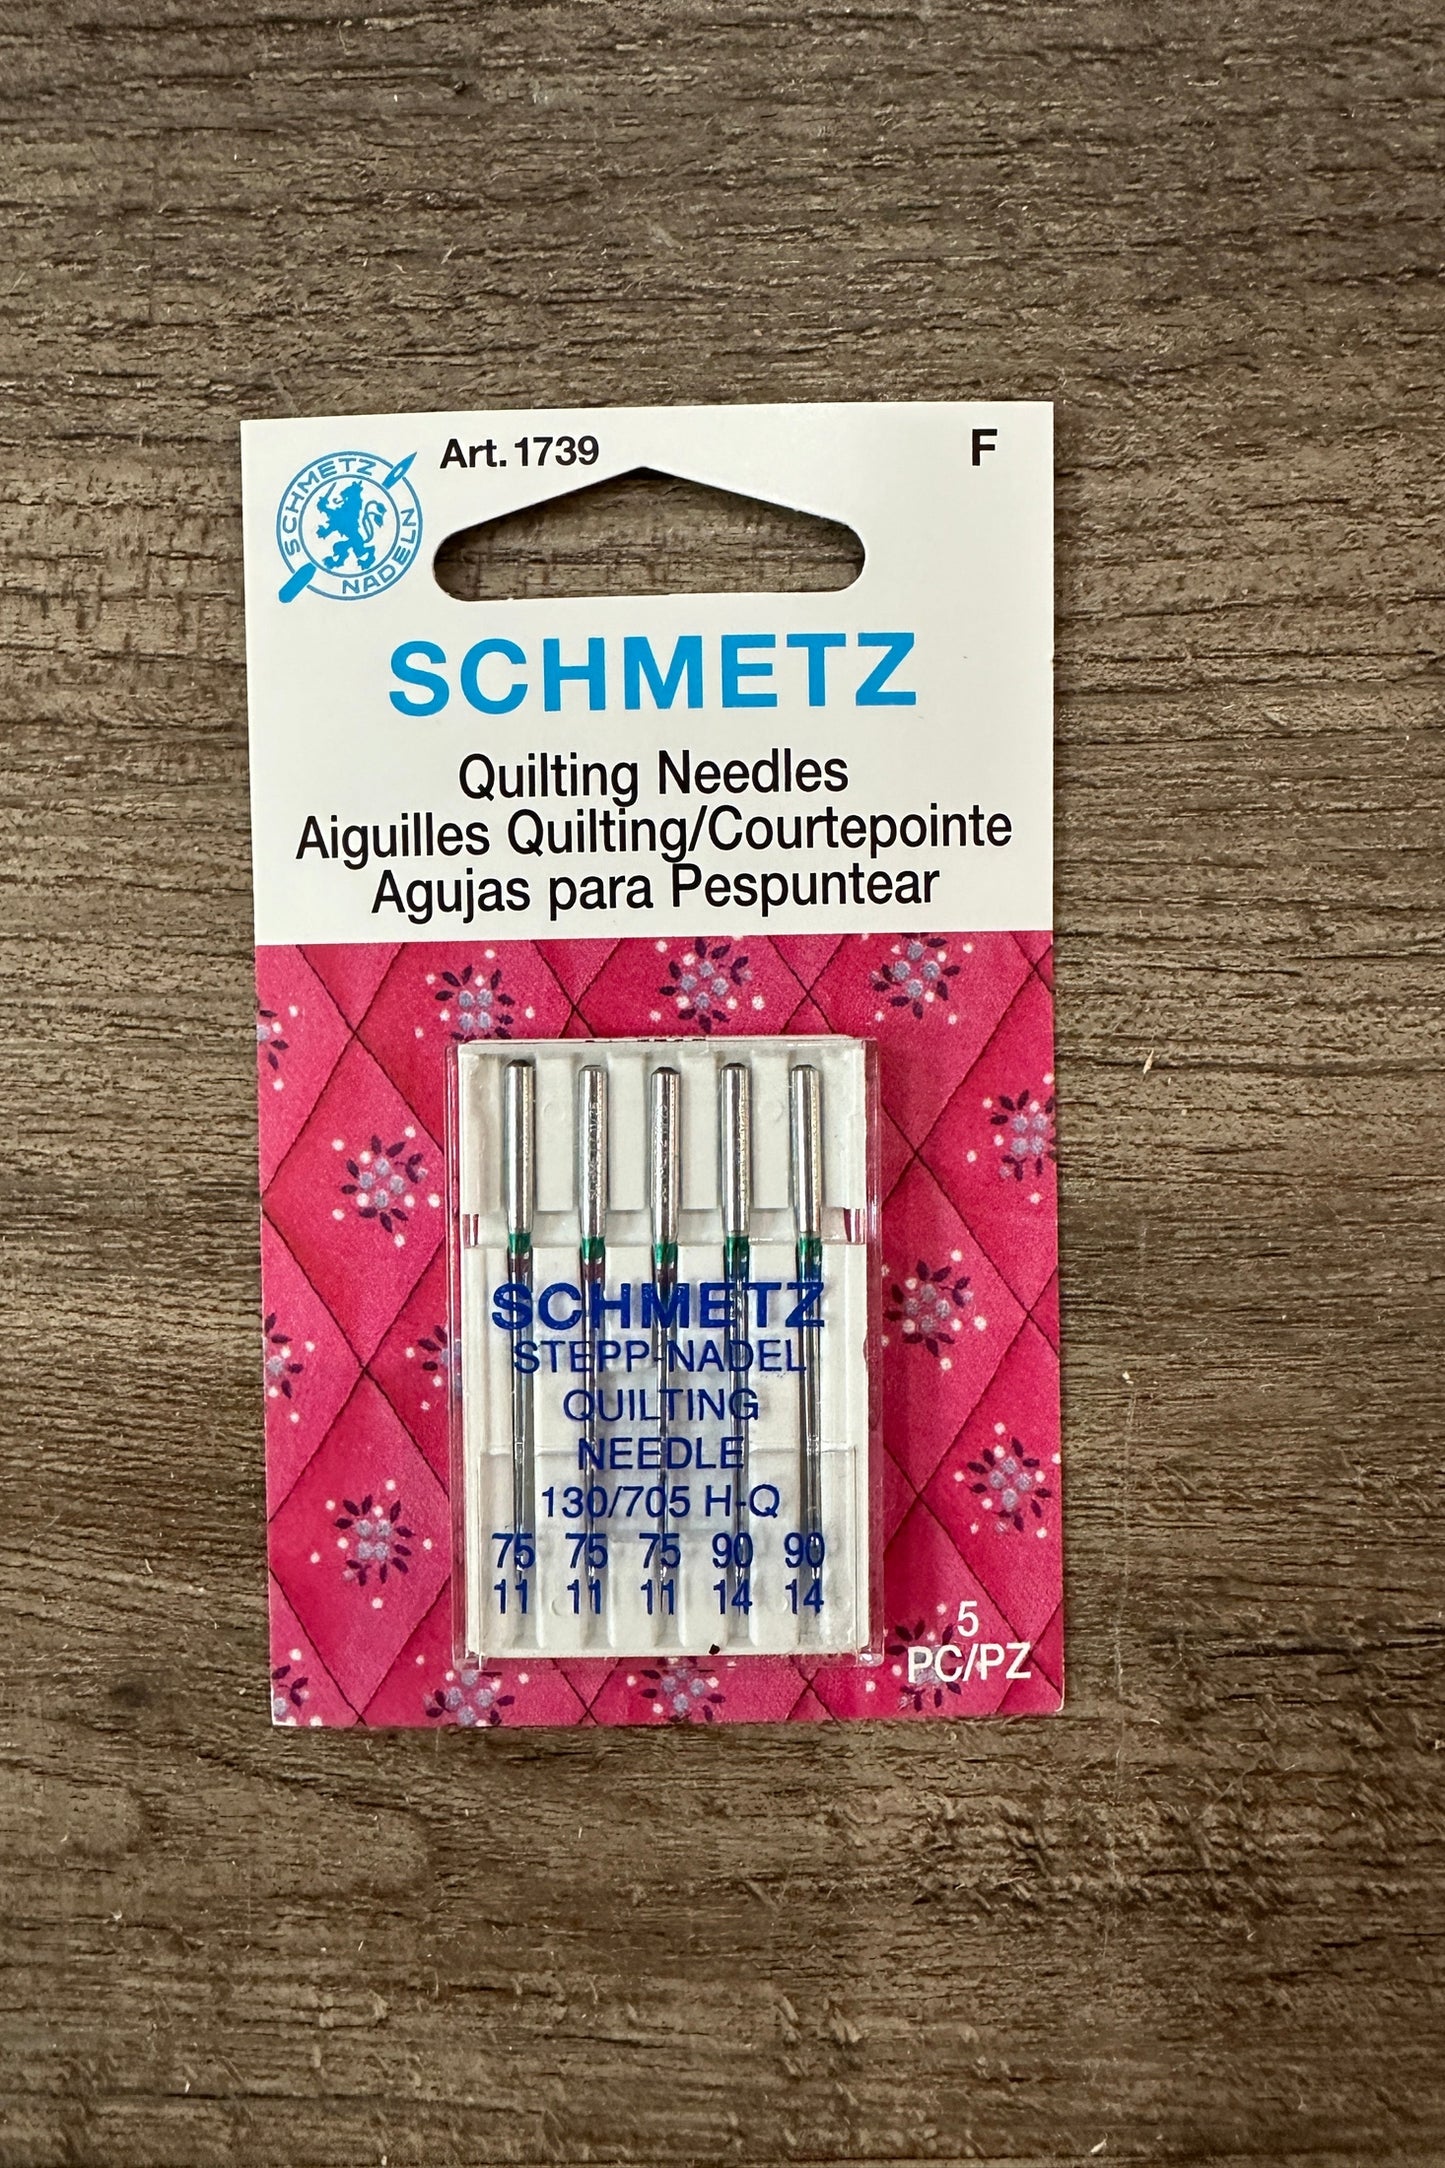 Art. 1739
F
SCHMETZ
NADELN
SCHMETZ
Quilting Needles
Aiguilles Quilting/Courtepointe
Agujas para Pespuntear
SCHMETZ
STEPP-NADEL
QUILTING
NEEDLE
130/705 H-Q
75 75 75 90 90
11 11 11 14 14
5
PC/PZ